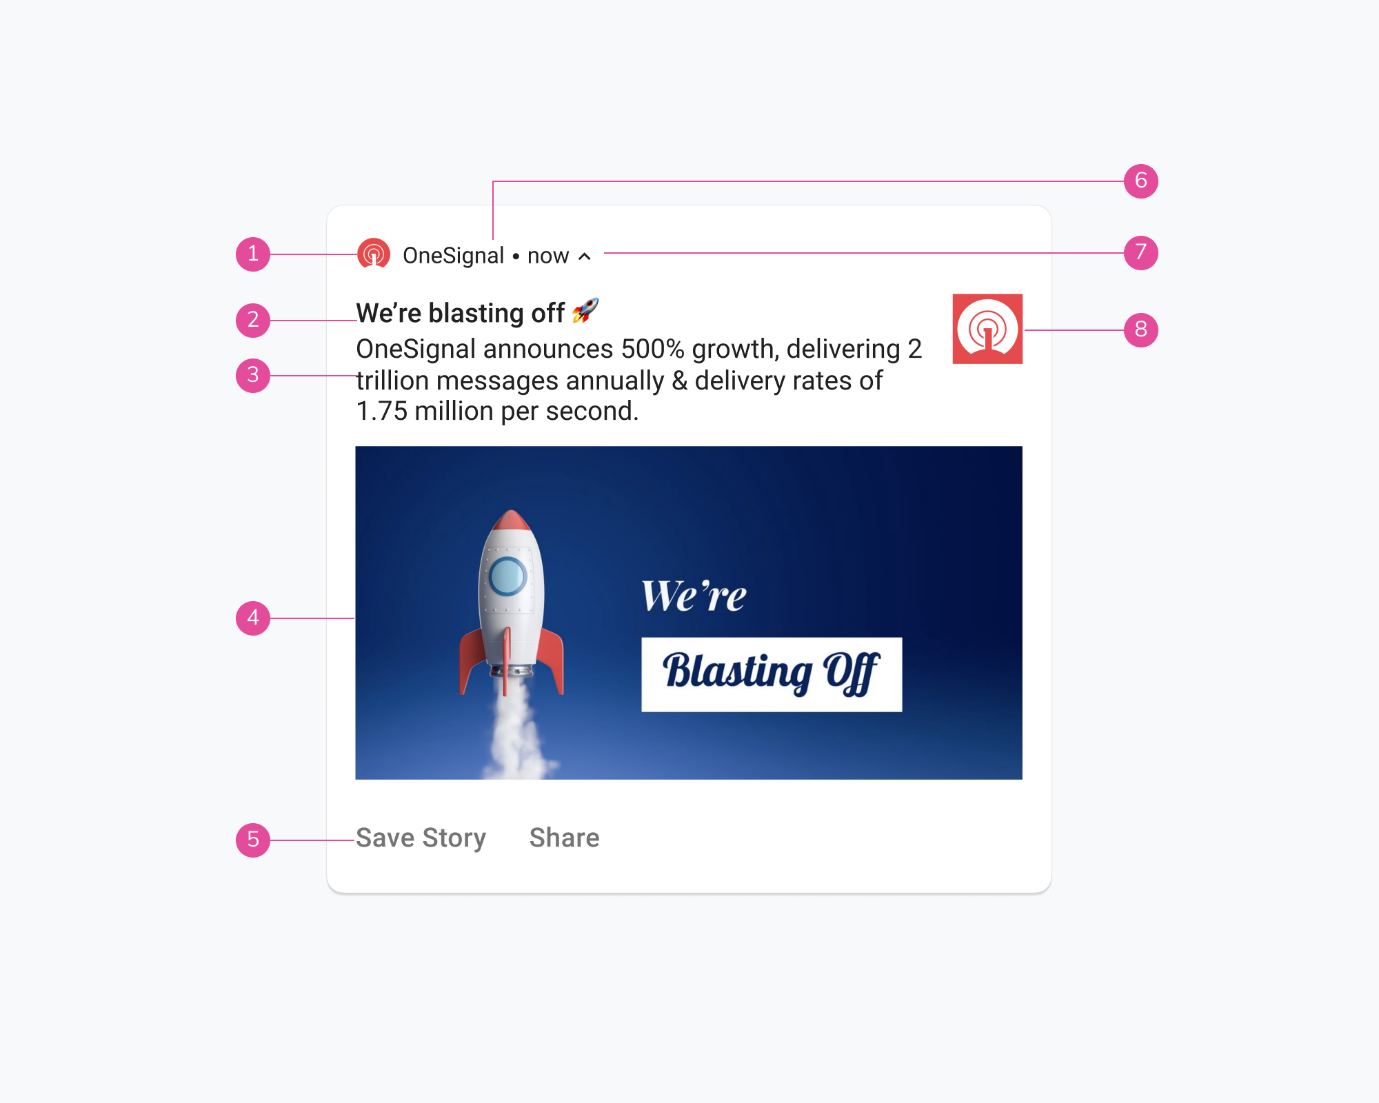 6
1
OneSignal • now
7
We’re blasting off 🚀
2
8
OneSignal announces 500% growth, delivering 2
3
trillion messages annually & delivery rates of
1.75 million per second.
We’re
4
Blasting Off
5
Save Story Share